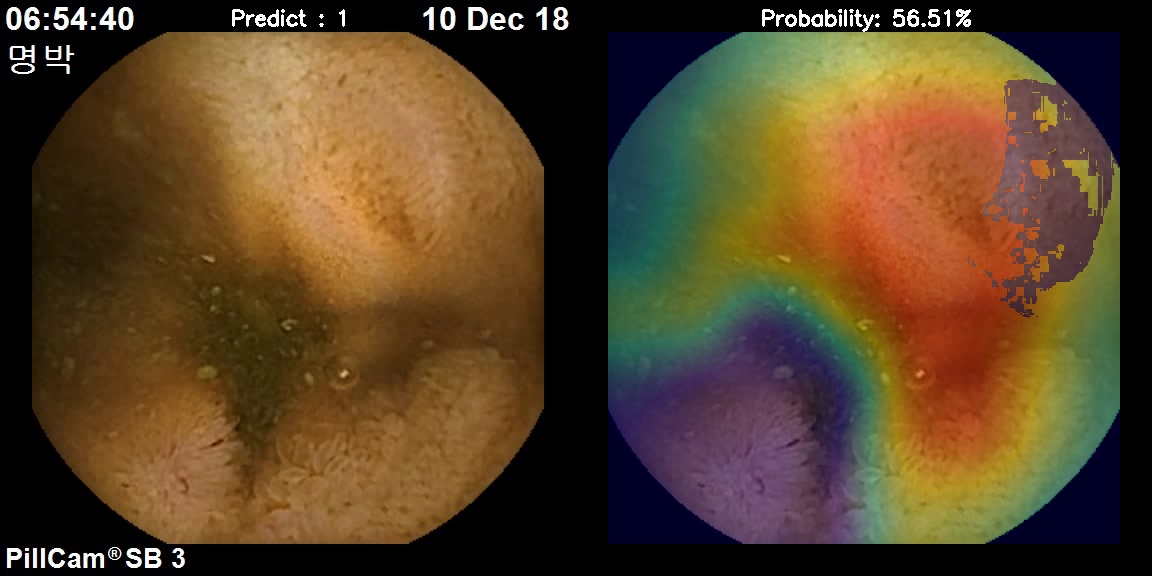 06:54:40
Predict : 1
10 Dec 18
Probability: 56.51%
명박
PillCam® SB 3